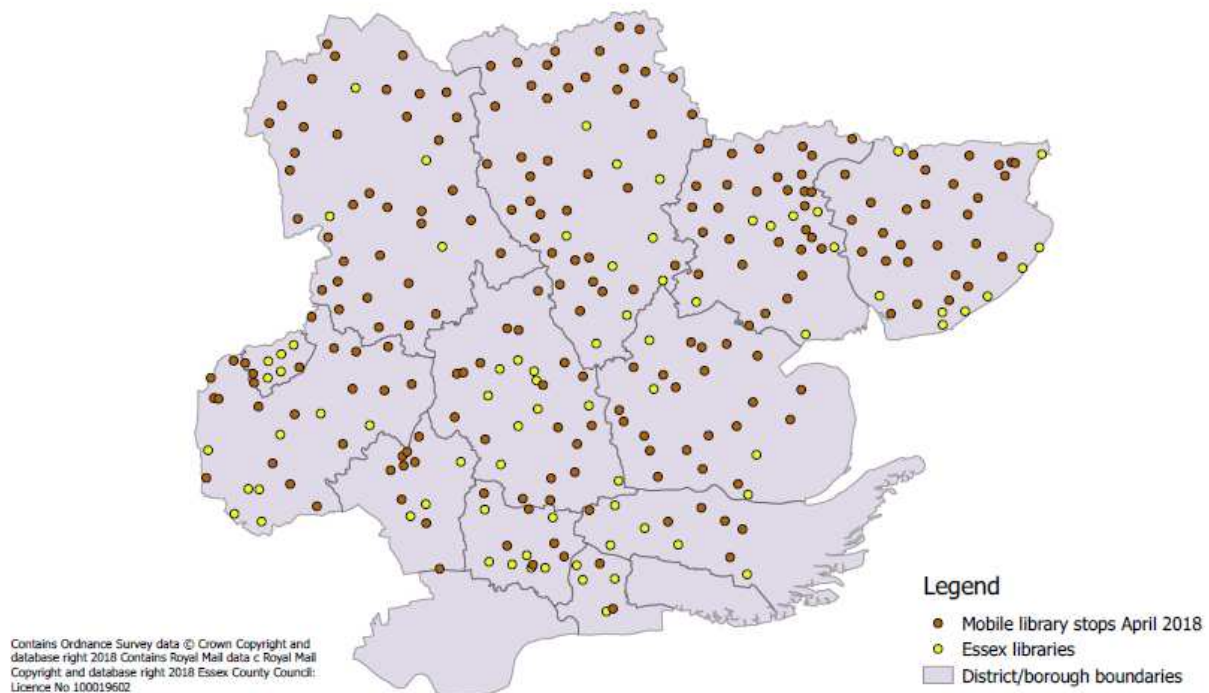 Legend
Mobile library stops April 2018
Essex libraries
District/borough boundaries
Contains Ordnance Survey data © Crown Copyright and
database right 2018 Contains Royal Mail data c Royal Mail
Copyright and database right 2018 Essex County Council:
Licence No 100019602